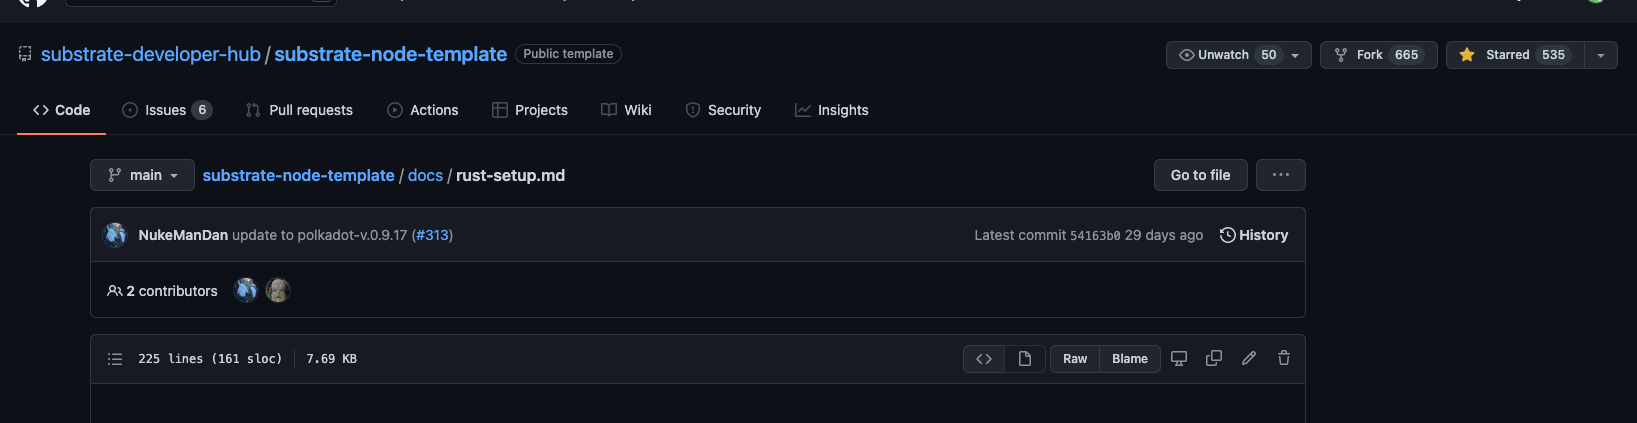 substrate-developer-hub / substrate-node-template Public template Unwatch 50 Fork 665 Starred 535
Code Issues 6 Pull requests Actions Projects Wiki Security Insights
main substrate-node-template / docs / rust-setup.md Go to file ...
NukeManDan update to polkadot-v.0.9.17 (#313) Latest commit 54163b0 29 days ago History
2 contributors
225 lines (161 sloc) 7.69 KB <> Raw Blame